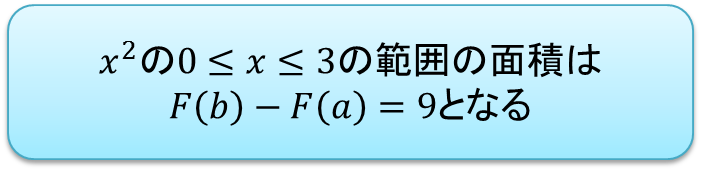 x²の0 ≤ x ≤ 3の範囲の面積は
F(b) − F(a) = 9となる